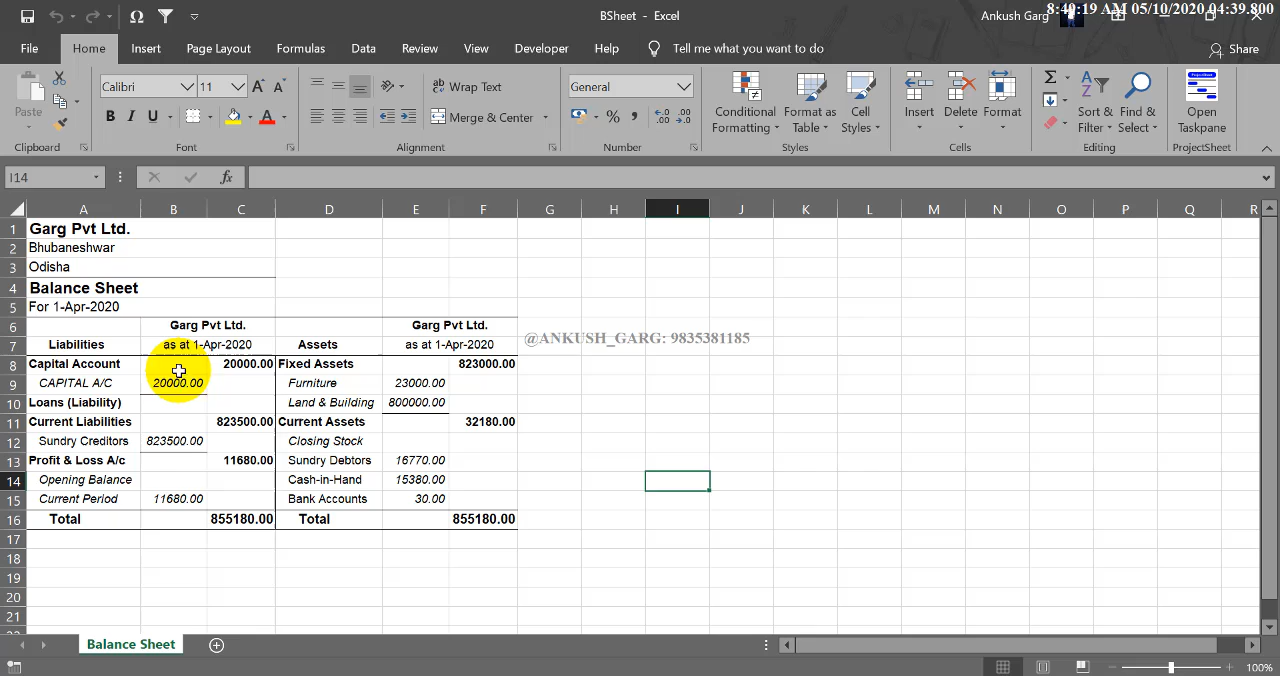 BSheet - Excel
Ankush Garg
8:40:19 AM 05/10/2020 04:39.800
File Home Insert Page Layout Formulas Data Review View Developer Help Tell me what you want to do Share
Paste
Calibri 11
Wrap Text
General
B I U
Merge & Center
Conditional Formatting
Format as Table
Cell Styles
Insert
Delete
Format
Sort & Filter
Find & Select
Open Taskpane
Clipboard Font Alignment Number Styles Cells Editing ProjectSheet
I14 fx
A B C D E F G H I J K L M N O P Q R
1 Garg Pvt Ltd.
2 Bhubaneshwar
3 Odisha
4 Balance Sheet
5 For 1-Apr-2020
6 Garg Pvt Ltd. Garg Pvt Ltd.
@ANKUSH_GARG: 9835381185
7 Liabilities as at 1-Apr-2020 Assets as at 1-Apr-2020
8 Capital Account 20000.00 Fixed Assets 823000.00
9 CAPITAL A/C 20000.00 Furniture 23000.00
10 Loans (Liability) Land & Building 800000.00
11 Current Liabilities 823500.00 Current Assets 32180.00
12 Sundry Creditors 823500.00 Closing Stock
13 Profit & Loss A/c 11680.00 Sundry Debtors 16770.00
14 Opening Balance Cash-in-Hand 15380.00
15 Current Period 11680.00 Bank Accounts 30.00
16 Total 855180.00 Total 855180.00
17
18
19
20
21
Balance Sheet
100%